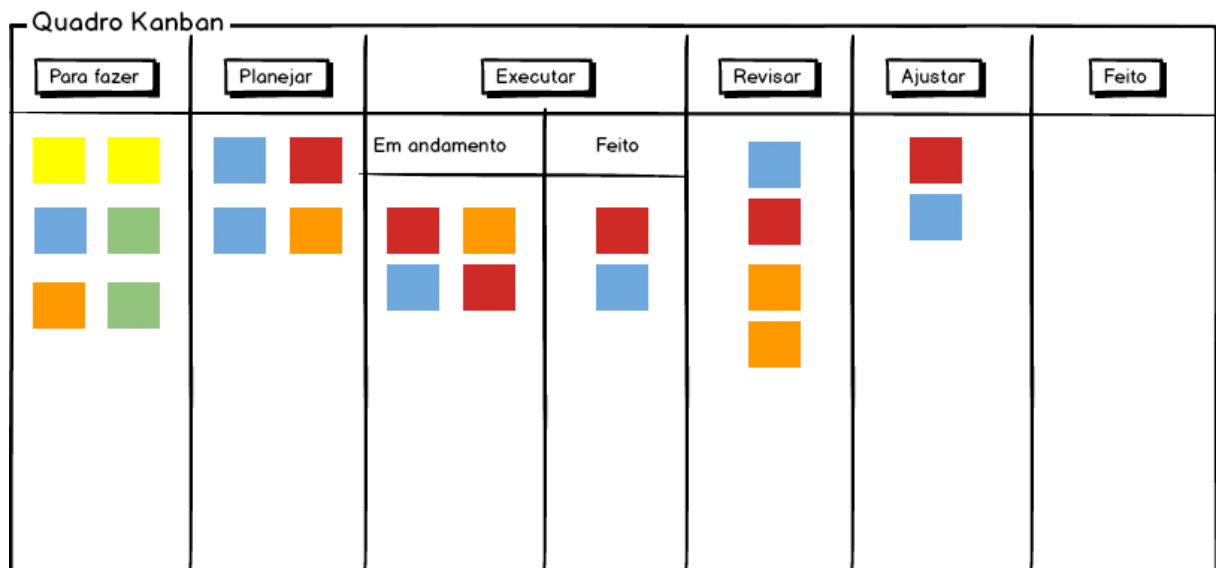 Quadro Kanban
Para fazer
Planejar
Executar
Revisar
Ajustar
Feito
Em andamento
Feito